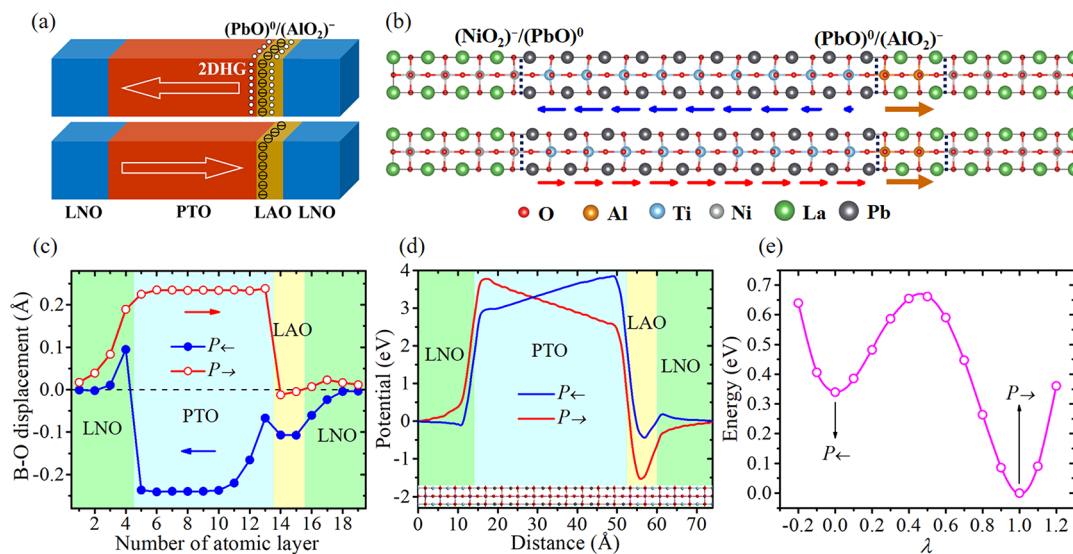 (a)
(PbO)⁰/(AlO₂)⁻
2DHG
LNO PTO LAO LNO
(b)
(NiO₂)⁻/(PbO)⁰ (PbO)⁰/(AlO₂)⁻
O Al Ti Ni La Pb
(c)
B-O displacement (Å)
0.2
0.1
0.0
-0.1
-0.2
LAO
P←
P→
PTO
LNO
LNO
2 4 6 8 10 12 14 16 18
Number of atomic layer
(d)
Potential (eV)
4
3
2
1
0
-1
-2
LAO
LNO PTO LNO
P←
P→
0 10 20 30 40 50 60 70
Distance (Å)
(e)
Energy (eV)
0.7
0.6
0.5
0.4
0.3
0.2
0.1
0.0
P→
P←
-0.2 0.0 0.2 0.4 0.6 0.8 1.0 1.2
λ